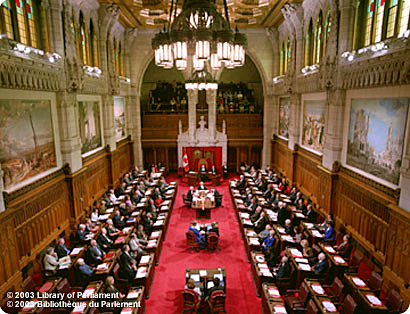 © 2003 Library of Parliament
© 2003 Bibliothèque du Parlement